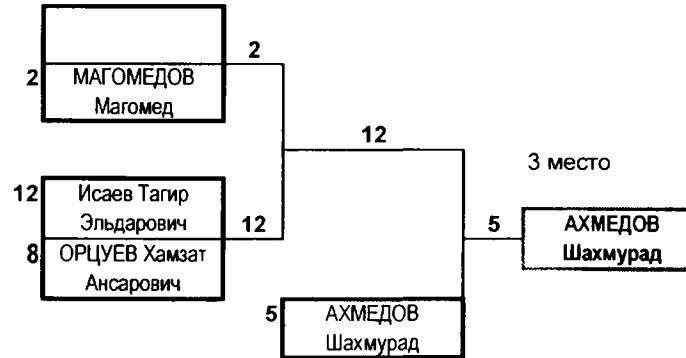 2
2
МАГОМЕДОВ
Магомед
12
3 место
12
Исаев Тагир
Эльдарович
12
8
ОРЦУЕВ Хамзат
Ансарович
5
АХМЕДОВ
Шахмурад
5
АХМЕДОВ
Шахмурад